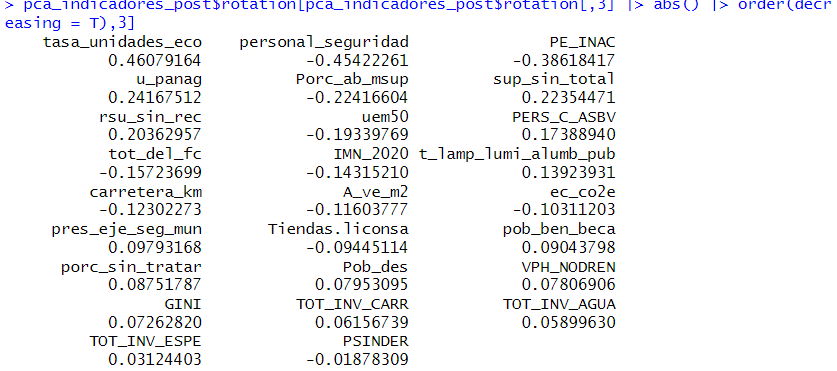 > pca_indicadores_post$rotation[pca_indicadores_post$rotation[,3] |> abs() |> order(decr
easing = T),3]
tasa_unidades_eco personal_seguridad PE_INAC
0.46079164 -0.45422261 -0.38618417
u_panag Porc_ab_msup sup_sin_total
0.24167512 -0.22416604 0.22354471
rsu_sin_rec uem50 PERS_C_ASBV
0.20362957 -0.19339769 0.17388940
tot_del_fc IMN_2020 t_lamp_lumi_alumb_pub
-0.15723699 -0.14315210 0.13923931
carretera_km A_ve_m2 ec_co2e
-0.12302273 -0.11603777 -0.10311203
pres_eje_seg_mun Tiendas.liconsa pob_ben_beca
0.09793168 -0.09445114 0.09043798
porc_sin_tratar Pob_des VPH_NODREN
0.08751787 0.07953095 0.07806906
GINI TOT_INV_CARR TOT_INV_AGUA
0.07262820 0.06156739 0.05899630
TOT_INV_ESPE PSINDER
0.03124403 -0.01878309